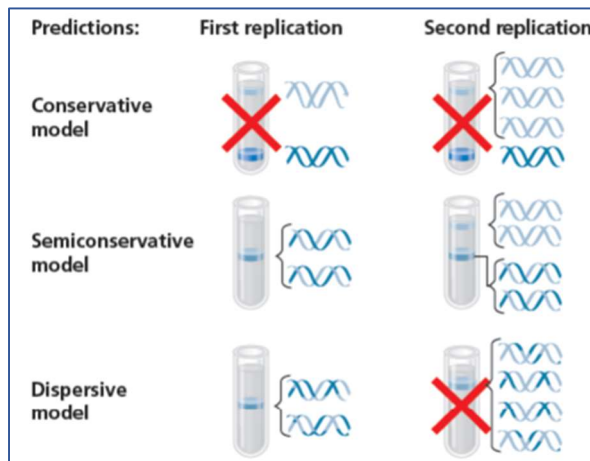 Predictions: First replication Second replication
Conservative
model
Semiconservative
model
Dispersive
model